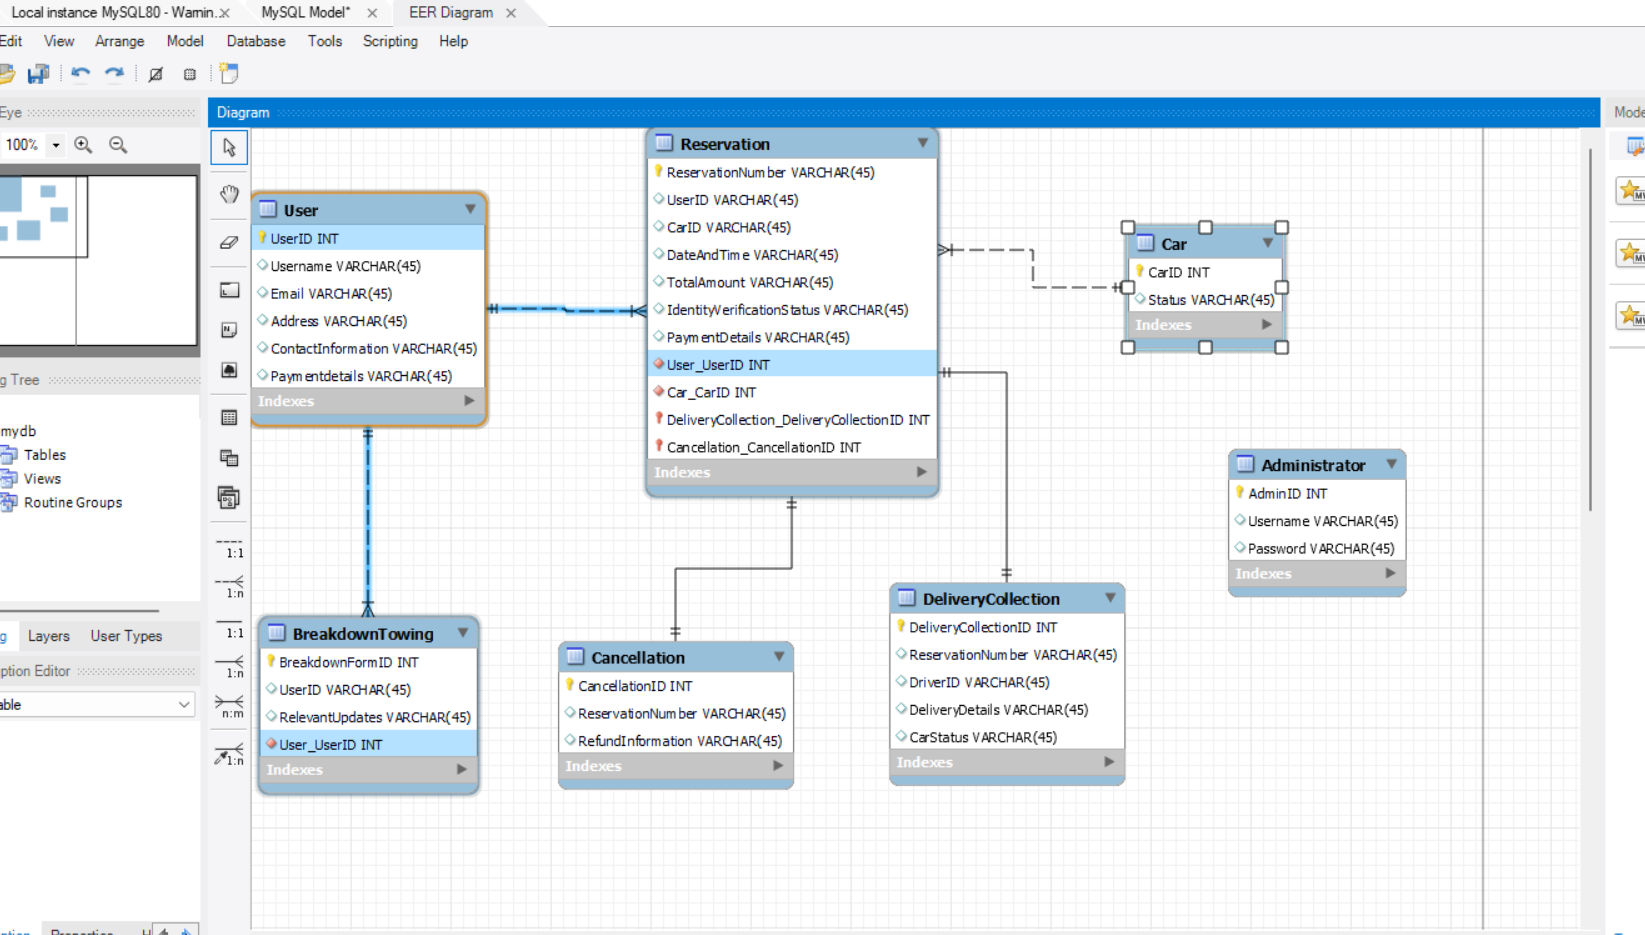 Local instance MySQL80 - Warnin...
MySQL Model*
EER Diagram
Edit View Arrange Model Database Tools Scripting Help
Eye
Diagram
100%
User
UserID INT
Username VARCHAR(45)
Email VARCHAR(45)
Address VARCHAR(45)
ContactInformation VARCHAR(45)
Paymentdetails VARCHAR(45)
Indexes
Reservation
ReservationNumber VARCHAR(45)
UserID VARCHAR(45)
CarID VARCHAR(45)
DateAndTime VARCHAR(45)
TotalAmount VARCHAR(45)
IdentityVerificationStatus VARCHAR(45)
PaymentDetails VARCHAR(45)
User_UserID INT
Car_CarID INT
DeliveryCollection_DeliveryCollectionID INT
Cancellation_CancellationID INT
Indexes
Car
CarID INT
Status VARCHAR(45)
Indexes
Administrator
AdminID INT
Username VARCHAR(45)
Password VARCHAR(45)
Indexes
BreakdownTowing
BreakdownFormID INT
UserID VARCHAR(45)
RelevantUpdates VARCHAR(45)
User_UserID INT
Indexes
Cancellation
CancellationID INT
ReservationNumber VARCHAR(45)
RefundInformation VARCHAR(45)
Indexes
DeliveryCollection
DeliveryCollectionID INT
ReservationNumber VARCHAR(45)
DriverID VARCHAR(45)
DeliveryDetails VARCHAR(45)
CarStatus VARCHAR(45)
Indexes
g Tree
mydb
Tables
Views
Routine Groups
g Layers User Types
ption Editor
able
1:1
1:n
1:1
1:n
n:m
1:n
Mode